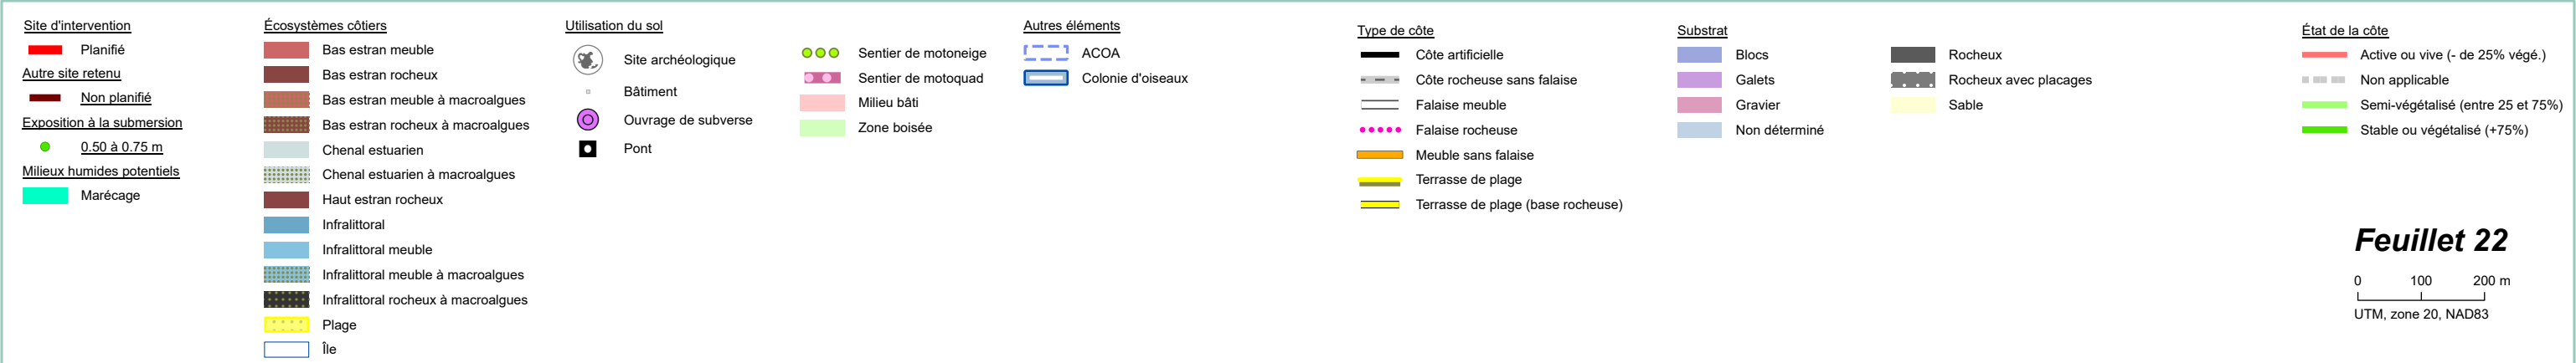 Site d'intervention
Planifié
Autre site retenu
Non planifié
Exposition à la submersion
0.50 à 0.75 m
Milieux humides potentiels
Marécage
Écosystèmes côtiers
Bas estran meuble
Bas estran rocheux
Bas estran meuble à macroalgues
Bas estran rocheux à macroalgues
Chenal estuarien
Chenal estuarien à macroalgues
Haut estran rocheux
Infralittoral
Infralittoral meuble
Infralittoral meuble à macroalgues
Infralittoral rocheux à macroalgues
Plage
Île
Utilisation du sol
Site archéologique
Bâtiment
Ouvrage de subverse
Pont
Sentier de motoneige
Sentier de motoquad
Milieu bâti
Zone boisée
Autres éléments
ACOA
Colonie d'oiseaux
Type de côte
Côte artificielle
Côte rocheuse sans falaise
Falaise meuble
Falaise rocheuse
Meuble sans falaise
Terrasse de plage
Terrasse de plage (base rocheuse)
Substrat
Blocs
Galets
Gravier
Non déterminé
Rocheux
Rocheux avec placages
Sable
État de la côte
Active ou vive (- de 25% végé.)
Non applicable
Semi-végétalisé (entre 25 et 75%)
Stable ou végétalisé (+75%)
Feuillet 22
0 100 200 m
UTM, zone 20, NAD83